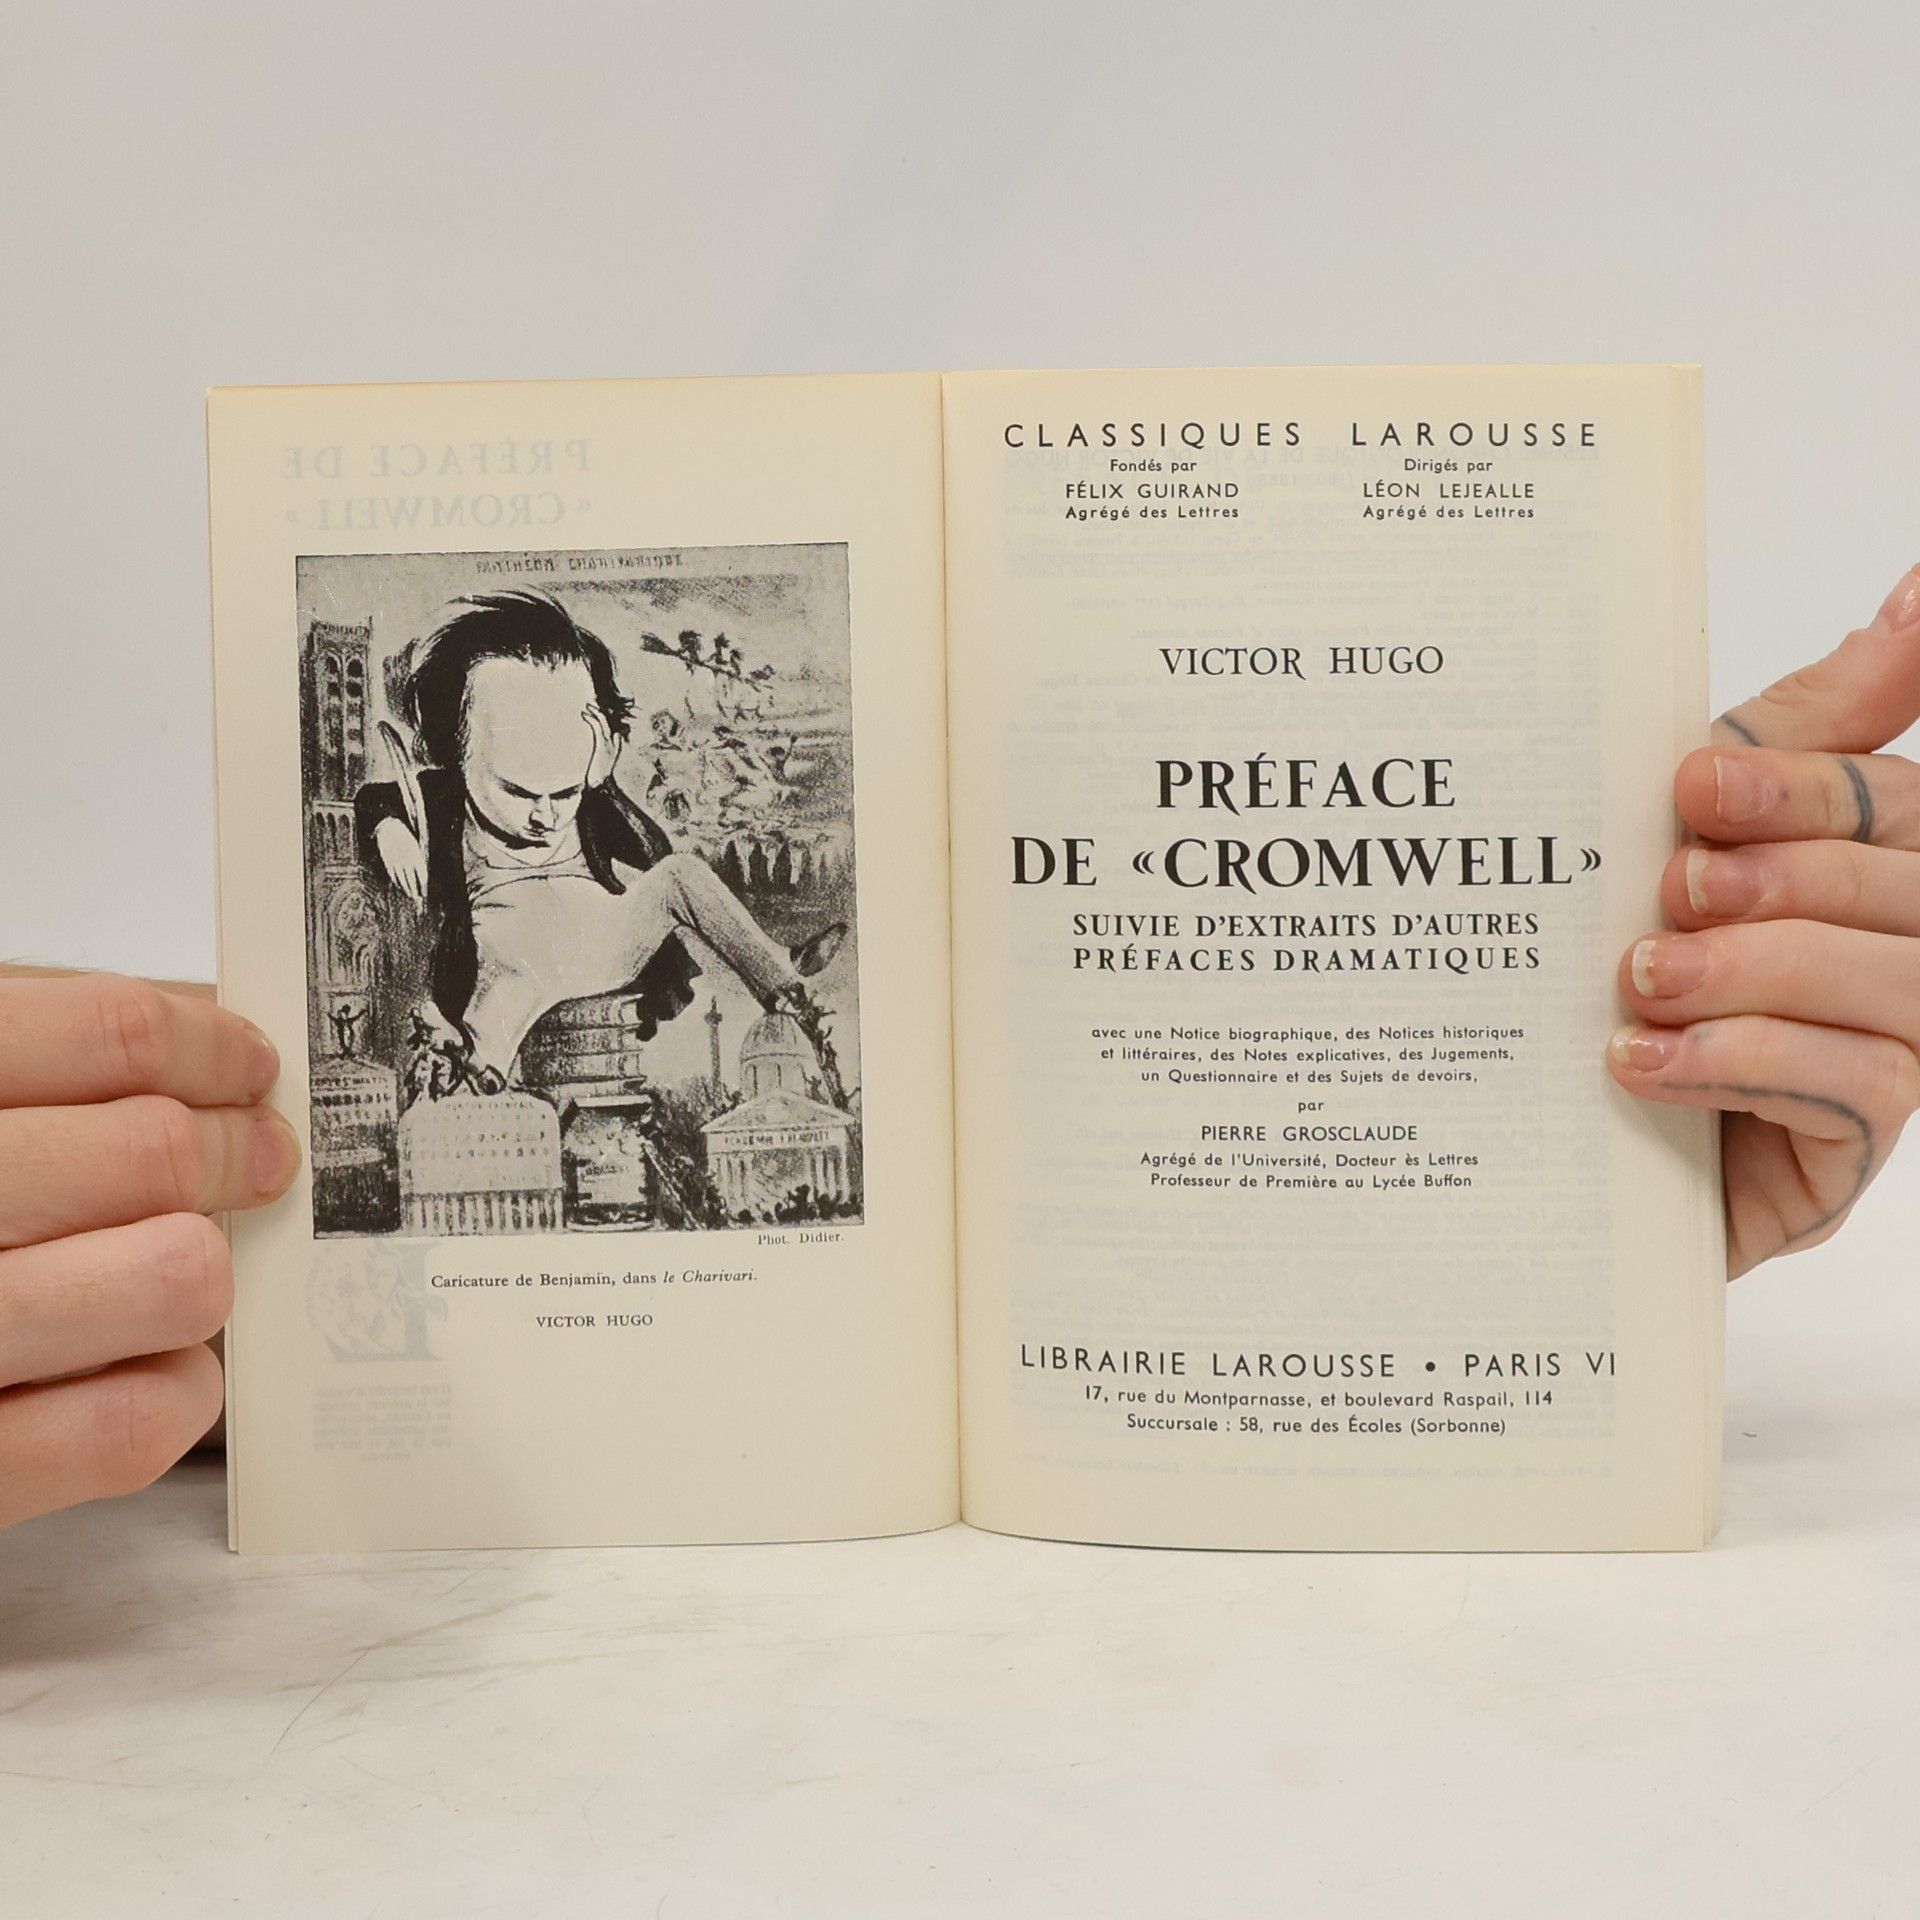 PANTHÉON CHARIVARIQUE
Phot. Didier.
Caricature de Benjamin, dans le Charivari.
VICTOR HUGO
CLASSIQUES LAROUSSE
Fondés par
FÉLIX GUIRAND
Agrégé des Lettres
Dirigés par
LÉON LEJEALLE
Agrégé des Lettres
VICTOR HUGO
PRÉFACE
DE «CROMWELL»
SUIVIE D'EXTRAITS D'AUTRES
PRÉFACES DRAMATIQUES
avec une Notice biographique, des Notices historiques
et littéraires, des Notes explicatives, des Jugements,
un Questionnaire et des Sujets de devoirs,
par
PIERRE GROSCLAUDE
Agrégé de l'Université, Docteur ès Lettres
Professeur de Première au Lycée Buffon
LIBRAIRIE LAROUSSE • PARIS VI
17, rue du Montparnasse, et boulevard Raspail, 114
Succursale : 58, rue des Écoles (Sorbonne)